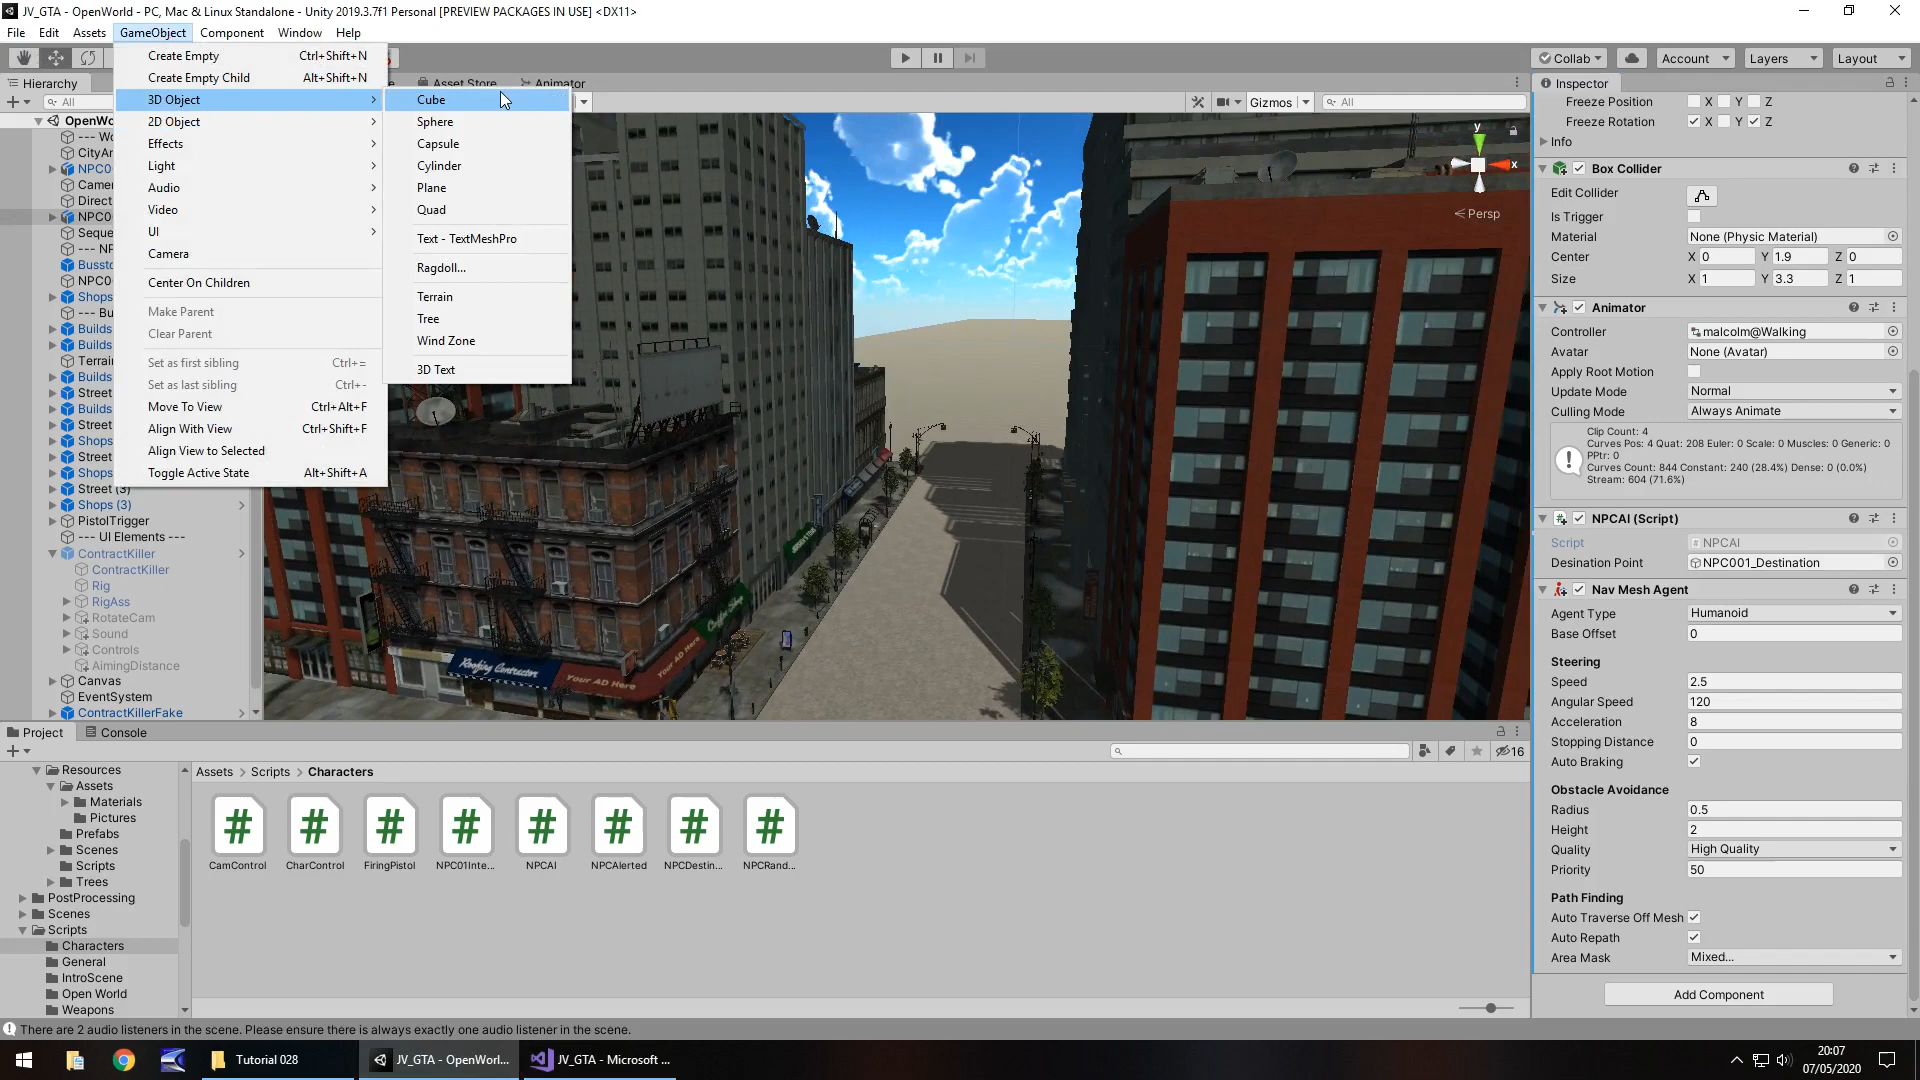 JV_GTA - OpenWorld - PC, Mac & Linux Standalone - Unity 2019.3.7f1 Personal [PREVIEW PACKAGES IN USE] <DX11>
File Edit Assets GameObject Component Window Help
Collab Account Layers Layout
Hierarchy
All
OpenWo
--- Wo
CityAr
NPC0
Came
Direct
NPC0
Seque
--- NP
Bussto
NPC0
Shops
--- Bu
Builds
Builds
Terrain
Builds
Street
Builds
Street
Shops
Street
Shops
Street (3)
Shops (3)
PistolTrigger
--- UI Elements ---
ContractKiller
ContractKiller
Rig
RigAss
RotateCam
Sound
Controls
AimingDistance
Canvas
EventSystem
ContractKillerFake
Create Empty Ctrl+Shift+N
Create Empty Child Alt+Shift+N
3D Object
2D Object
Effects
Light
Audio
Video
UI
Camera
Center On Children
Make Parent
Clear Parent
Set as first sibling Ctrl+=
Set as last sibling Ctrl+-
Move To View Ctrl+Alt+F
Align With View Ctrl+Shift+F
Align View to Selected
Toggle Active State Alt+Shift+A
Cube
Sphere
Capsule
Cylinder
Plane
Quad
Text - TextMeshPro
Ragdoll...
Terrain
Tree
Wind Zone
3D Text
e Asset Store Animator
Gizmos All
y
x
Persp
Roofing Contractor
Your AD Here
Coffee Shop
Your AD Here
Inspector
Freeze Position X Y Z
Freeze Rotation X Y Z
Info
Box Collider
Edit Collider
Is Trigger
Material None (Physic Material)
Center X 0 Y 1.9 Z 0
Size X 1 Y 3.3 Z 1
Animator
Controller malcolm@Walking
Avatar None (Avatar)
Apply Root Motion
Update Mode Normal
Culling Mode Always Animate
Clip Count: 4
Curves Pos: 4 Quat: 208 Euler: 0 Scale: 0 Muscles: 0 Generic: 0
PPtr: 0
Curves Count: 844 Constant: 240 (28.4%) Dense: 0 (0.0%)
Stream: 604 (71.6%)
NPCAI (Script)
Script NPCAI
Desination Point NPC001_Destination
Nav Mesh Agent
Agent Type Humanoid
Base Offset 0
Steering
Speed 2.5
Angular Speed 120
Acceleration 8
Stopping Distance 0
Auto Braking
Obstacle Avoidance
Radius 0.5
Height 2
Quality High Quality
Priority 50
Path Finding
Auto Traverse Off Mesh
Auto Repath
Area Mask Mixed...
Add Component
Project Console
16
Resources
Assets
Materials
Pictures
Prefabs
Scenes
Scripts
Trees
PostProcessing
Scenes
Scripts
Characters
General
IntroScene
Open World
Weapons
Assets > Scripts > Characters
CamControl CharControl FiringPistol NPC01Inte... NPCAI NPCAlerted NPCDestin... NPCRand...
There are 2 audio listeners in the scene. Please ensure there is always exactly one audio listener in the scene.
Tutorial 028
JV_GTA - OpenWorl...
JV_GTA - Microsoft ...
20:07
07/05/2020